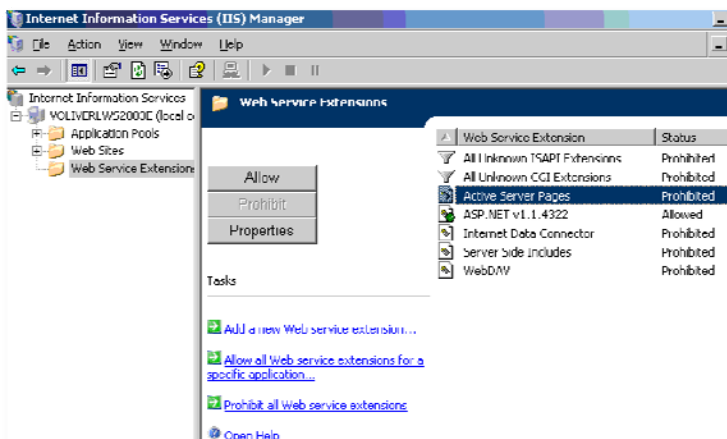 Internet Information Services (IIS) Manager
File Action View Window Help
Internet Information Services
VOLIVERLWS2003E (local c
Application Pools
Web Sites
Web Service Extensions
Web Service Extensions
Allow
Prohibit
Properties
Tasks
Add a new Web service extension...
Allow all Web service extensions for a
specific application...
Prohibit all Web service extensions
Open Help
Web Service Extension Status
All Unknown ISAPI Extensions Prohibited
All Unknown CGI Extensions Prohibited
Active Server Pages Prohibited
ASP.NET v1.1.4322 Allowed
Internet Data Connector Prohibited
Server Side Includes Prohibited
WebDAV Prohibited